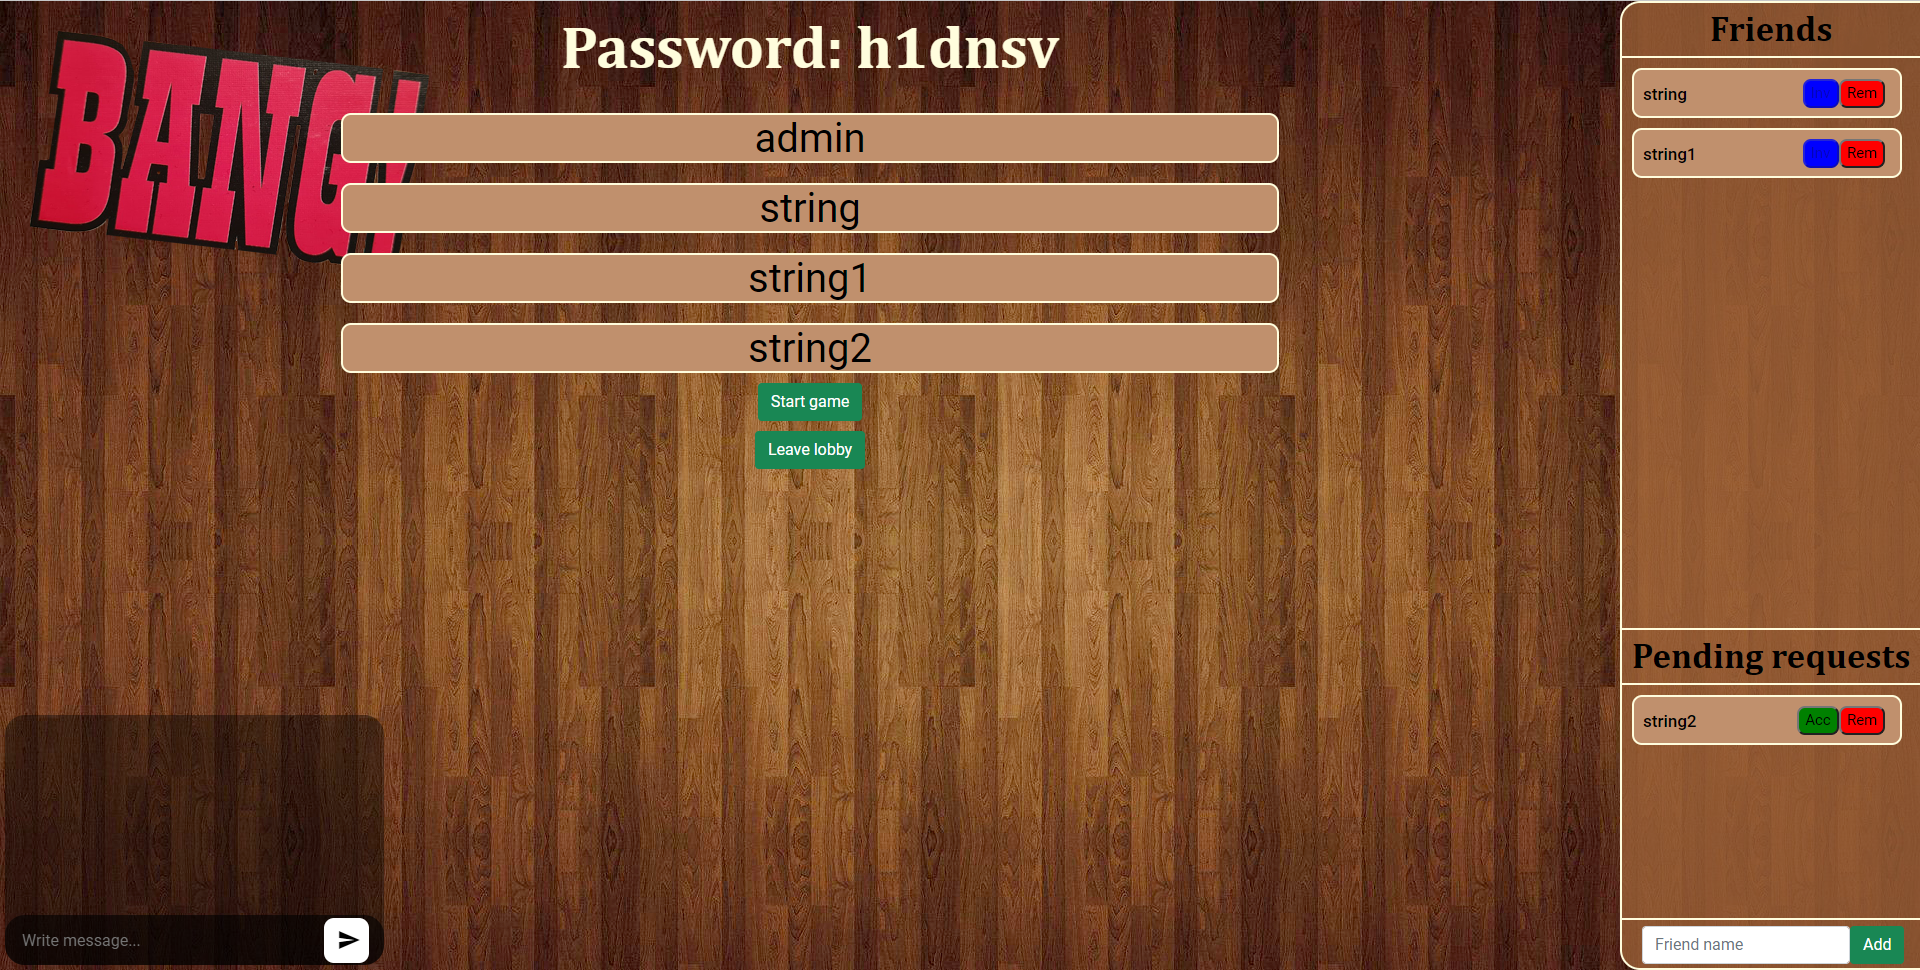 BANG!
Password: h1dnsv
admin
string
string1
string2
Start game
Leave lobby
Write message...
Friends
string
Rem
string1
Rem
Pending requests
string2 Acc Rem
Friend name Add